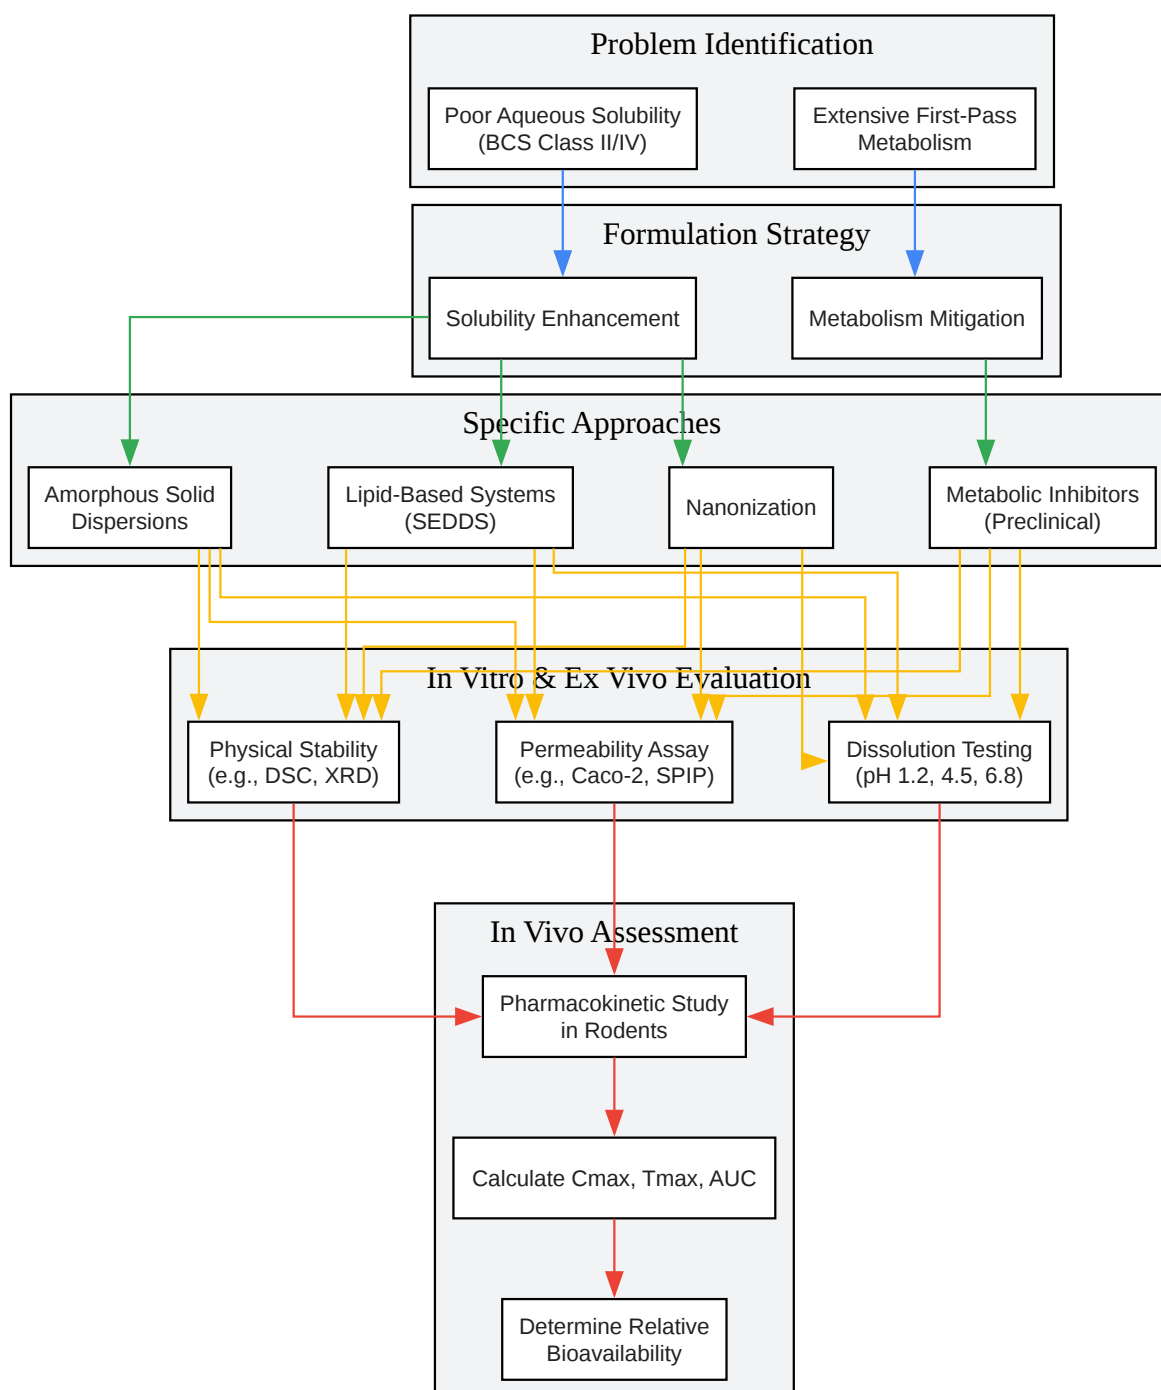 Problem Identification
Poor Aqueous Solubility
(BCS Class II/IV)
Extensive First-Pass
Metabolism
Formulation Strategy
Solubility Enhancement
Metabolism Mitigation
Specific Approaches
Amorphous Solid
Dispersions
Lipid-Based Systems
(SEDDS)
Nanonization
Metabolic Inhibitors
(Preclinical)
In Vitro & Ex Vivo Evaluation
Physical Stability
(e.g., DSC, XRD)
Permeability Assay
(e.g., Caco-2, SPIP)
Dissolution Testing
(pH 1.2, 4.5, 6.8)
In Vivo Assessment
Pharmacokinetic Study
in Rodents
Calculate Cmax, Tmax, AUC
Determine Relative
Bioavailability